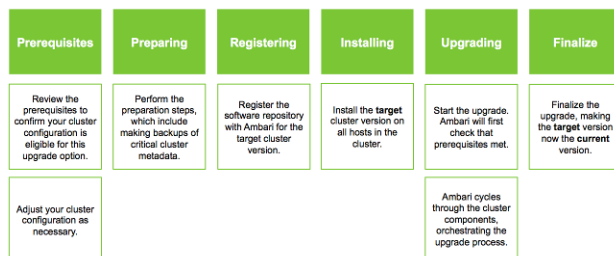 Prerequisites
Preparing
Registering
Installing
Upgrading
Finalize
Review the
prerequisites to
confirm your cluster
configuration is
eligible for this
upgrade option.
Perform the
preparation steps,
which include
making backups of
critical cluster
metadata.
Register the
software repository
with Ambari for the
target cluster
version.
Install the target
cluster version on
all hosts in the
cluster.
Start the upgrade.
Ambari will first
check that
prerequisites met.
Finalize the
upgrade, making
the target version
now the current
version.
Adjust your cluster
configuration as
necessary.
Ambari cycles
through the cluster
components,
orchestrating the
upgrade process.